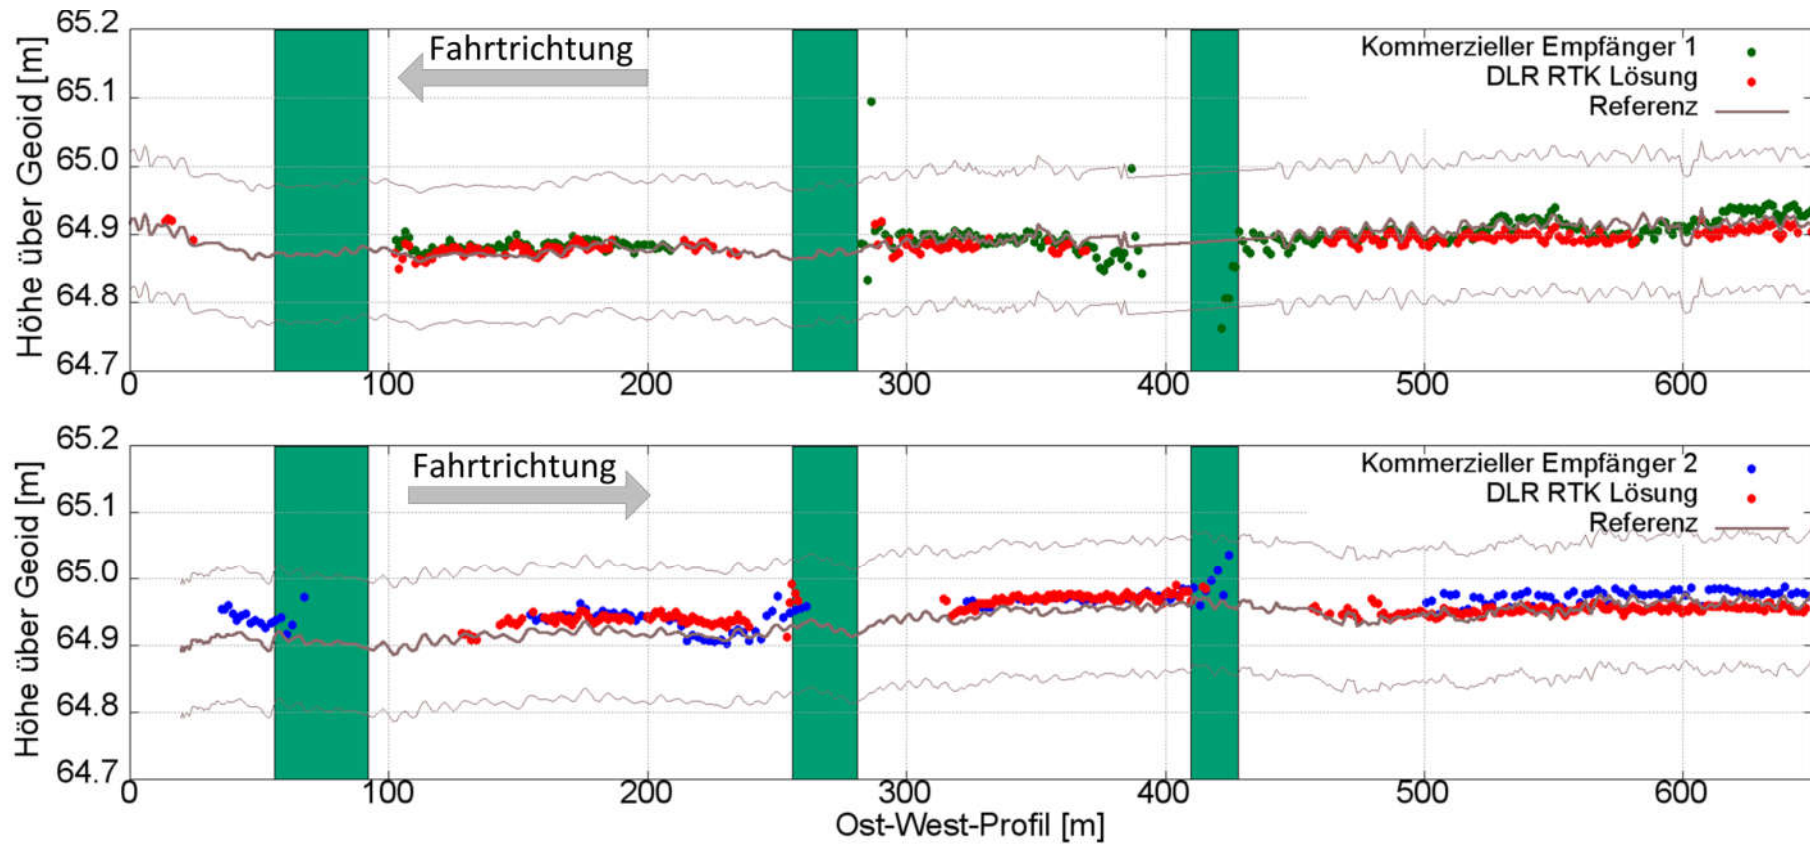 65.2
65.1
65.0
64.9
64.8
64.7
Höhe über Geoid [m]
Fahrtrichtung
Kommerzieller Empfänger 1
DLR RTK Lösung
Referenz
0 100 200 300 400 500 600
65.2
65.1
65.0
64.9
64.8
64.7
Höhe über Geoid [m]
Fahrtrichtung
Kommerzieller Empfänger 2
DLR RTK Lösung
Referenz
0 100 200 300 400 500 600
Ost-West-Profil [m]